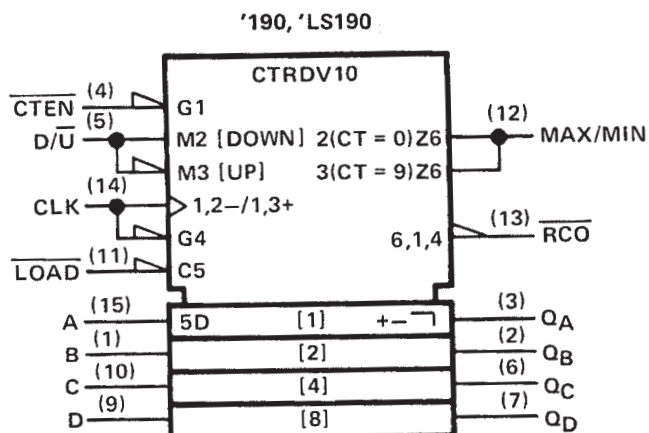 '190, 'LS190
CTRDV10
CTEN (4) G1
D/U (5) M2 [DOWN] 2(CT = 0)Z6 (12) MAX/MIN
M3 [UP] 3(CT = 9)Z6
CLK (14) 1,2−/1,3+
G4 6,1,4 (13) RCO
LOAD (11) C5
A (15) 5D [1] +− (3) QA
B (1) [2] (2) QB
C (10) [4] (6) QC
D (9) [8] (7) QD